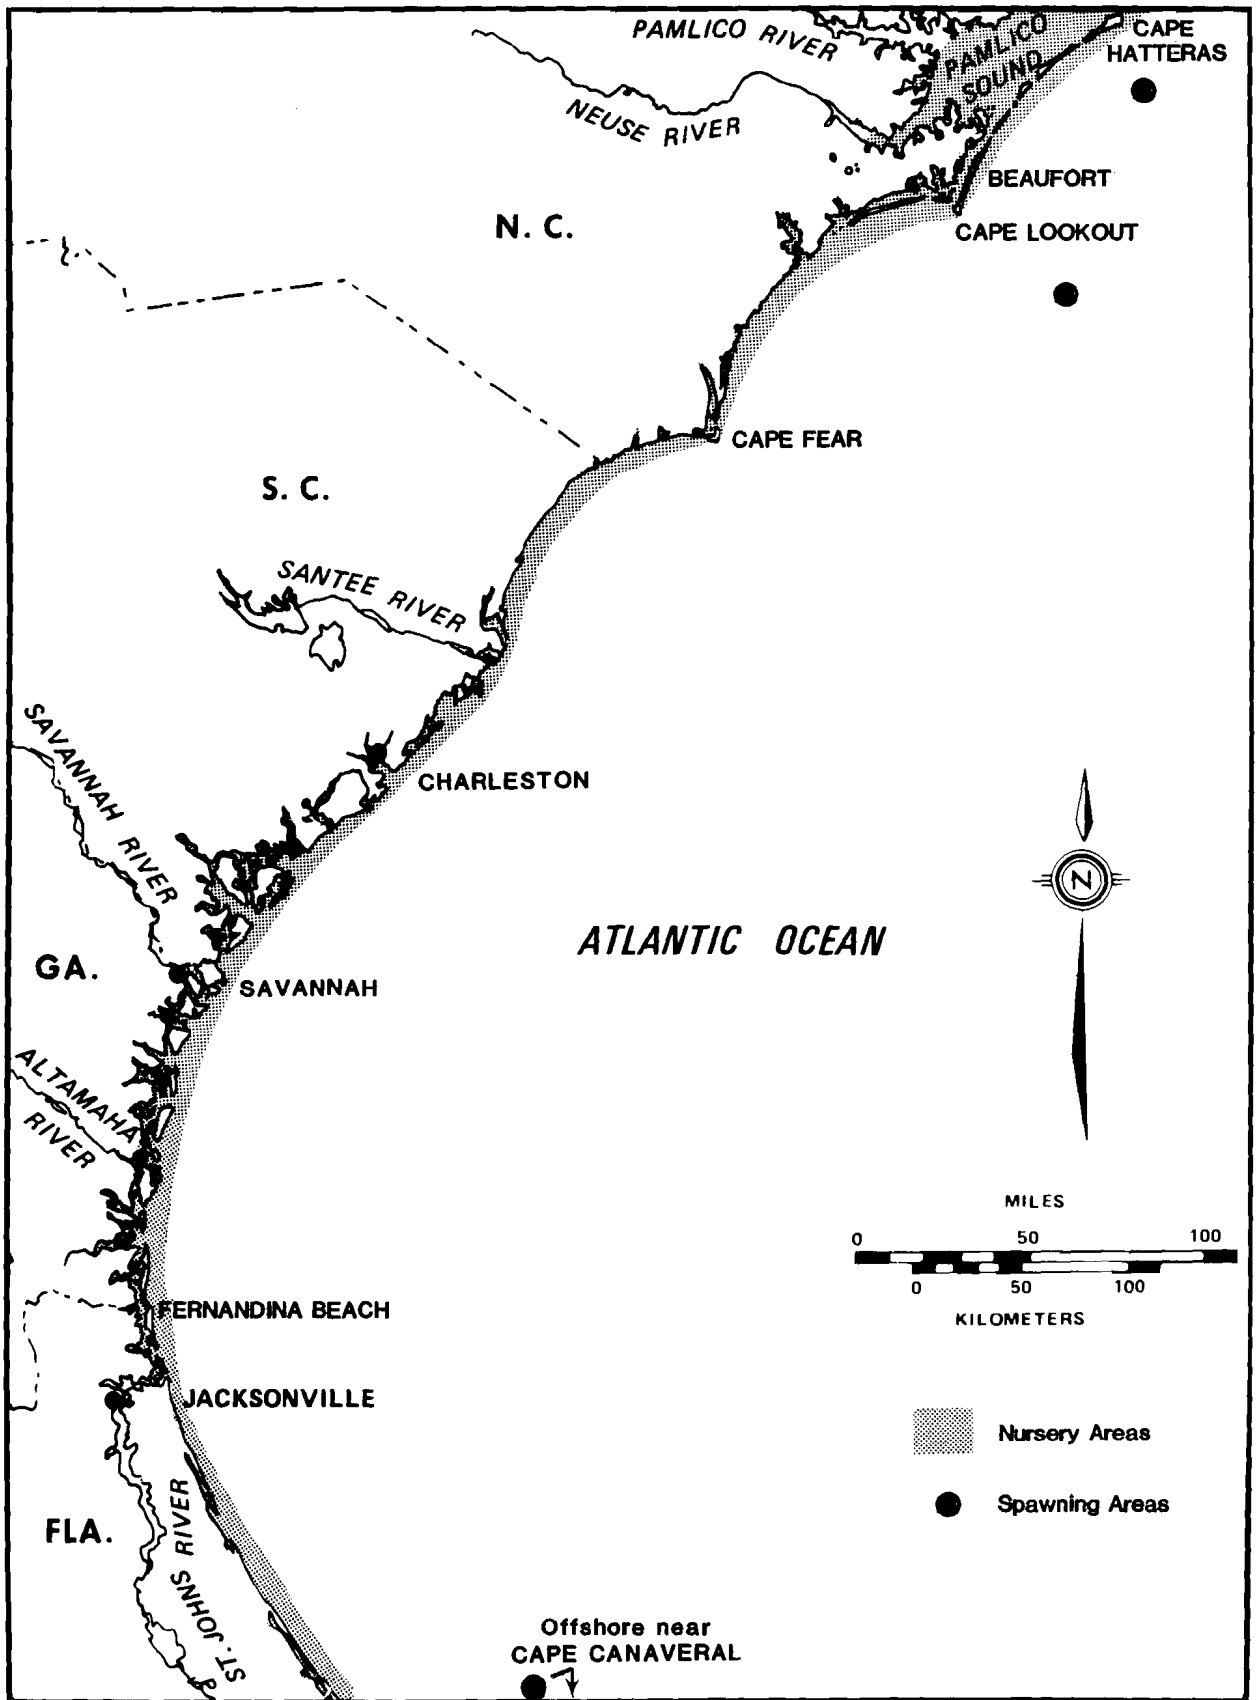 PAMLICO RIVER
CAPE
HATTERAS
PAMLICO
SOUND
NEUSE RIVER
BEAUFORT
N. C.
CAPE LOOKOUT
CAPE FEAR
S. C.
SANTEE RIVER
SAVANNAH RIVER
CHARLESTON
N
ATLANTIC OCEAN
GA.
SAVANNAH
ALTAMAHA
RIVER
MILES
0 50 100
0 50 100
KILOMETERS
FERNANDINA BEACH
JACKSONVILLE
Nursery Areas
Spawning Areas
FLA.
ST. JOHNS RIVER
Offshore near
CAPE CANAVERAL